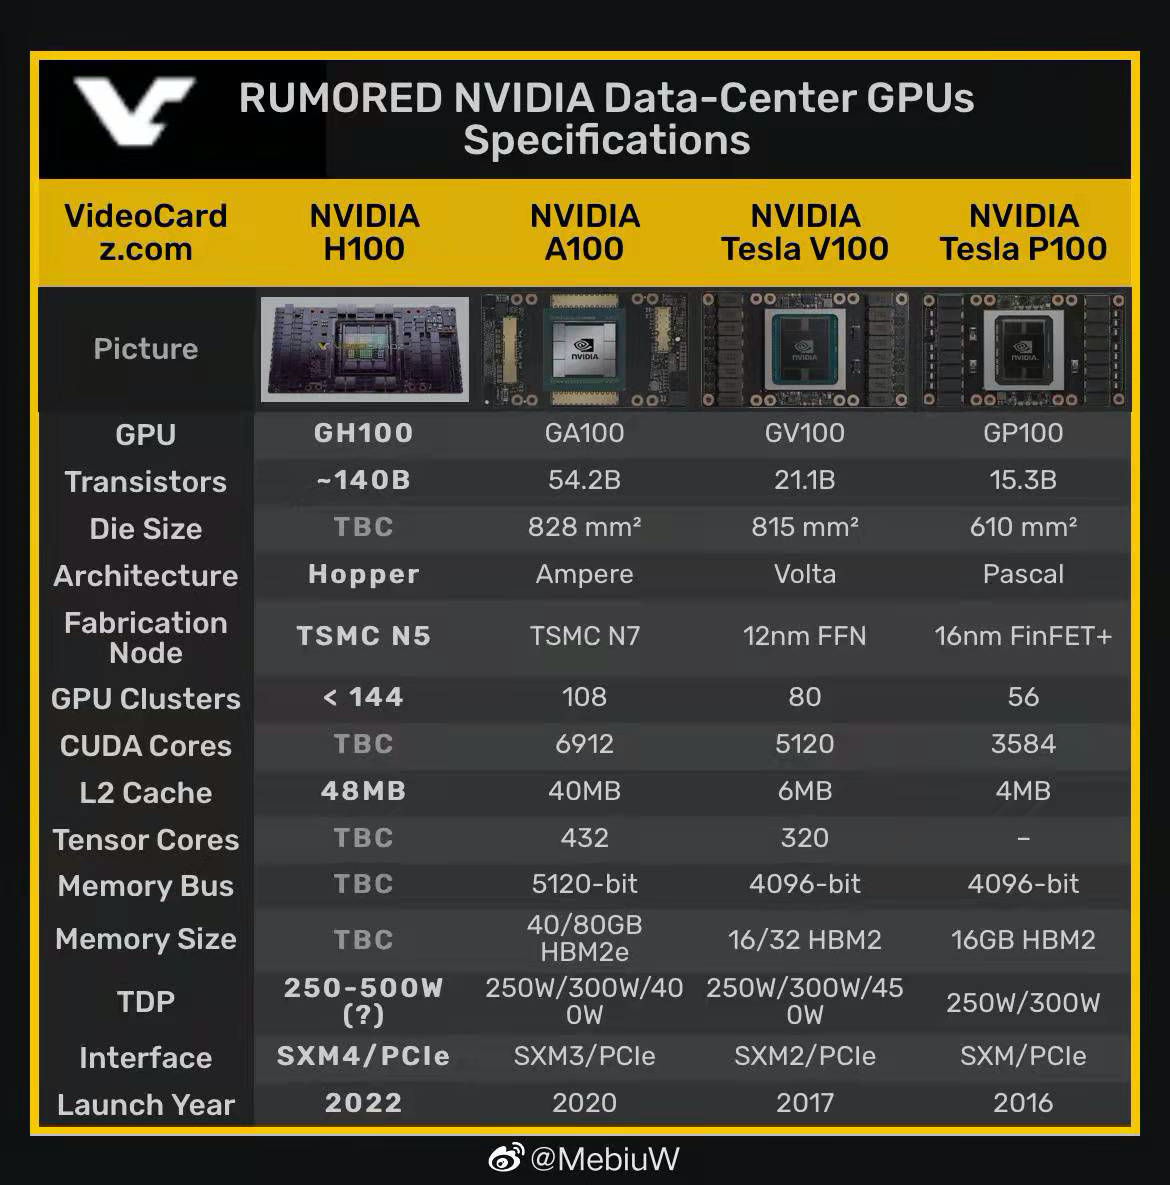 RUMORED NVIDIA Data-Center GPUs
Specifications
VideoCard
z.com
NVIDIA
H100
NVIDIA
A100
NVIDIA
Tesla V100
NVIDIA
Tesla P100
Picture
NVIDIA
NVIDIA
NVIDIA
GPU GH100 GA100 GV100 GP100
Transistors ~140B 54.2B 21.1B 15.3B
Die Size TBC 828 mm² 815 mm² 610 mm²
Architecture Hopper Ampere Volta Pascal
Fabrication
Node
TSMC N5 TSMC N7 12nm FFN 16nm FinFET+
GPU Clusters < 144 108 80 56
CUDA Cores TBC 6912 5120 3584
L2 Cache 48MB 40MB 6MB 4MB
Tensor Cores TBC 432 320 –
Memory Bus TBC 5120-bit 4096-bit 4096-bit
Memory Size TBC
40/80GB
HBM2e
16/32 HBM2 16GB HBM2
TDP
250-500W
(?)
250W/300W/40
0W
250W/300W/45
0W
250W/300W
Interface SXM4/PCIe SXM3/PCIe SXM2/PCIe SXM/PCIe
Launch Year 2022 2020 2017 2016
@MebiuW